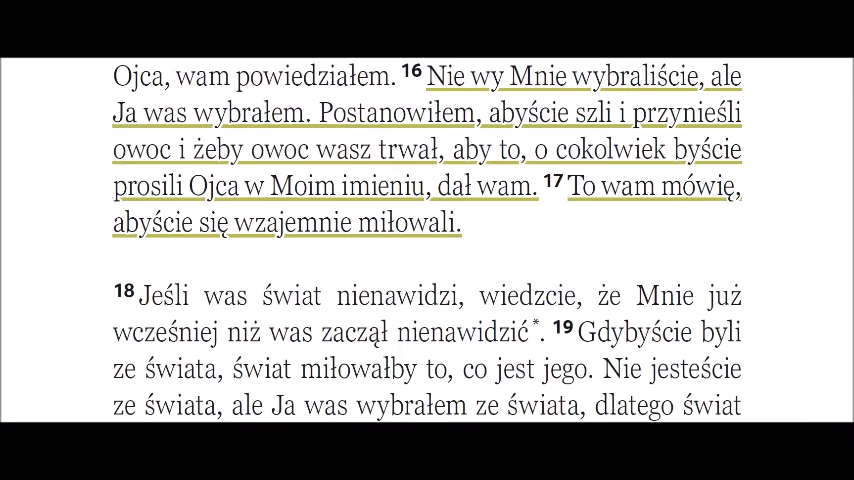 Ojca, wam powiedziałem. 16 Nie wy Mnie wybraliście, ale
Ja was wybrałem. Postanowiłem, abyście szli i przynieśli
owoc i żeby owoc wasz trwał, aby to, o cokolwiek byście
prosili Ojca w Moim imieniu, dał wam. 17 To wam mówię,
abyście się wzajemnie miłowali.
18 Jeśli was świat nienawidzi, wiedzcie, że Mnie już
wcześniej niż was zaczął nienawidzić*. 19 Gdybyście byli
ze świata, świat miłowałby to, co jest jego. Nie jesteście
ze świata, ale Ja was wybrałem ze świata, dlatego świat